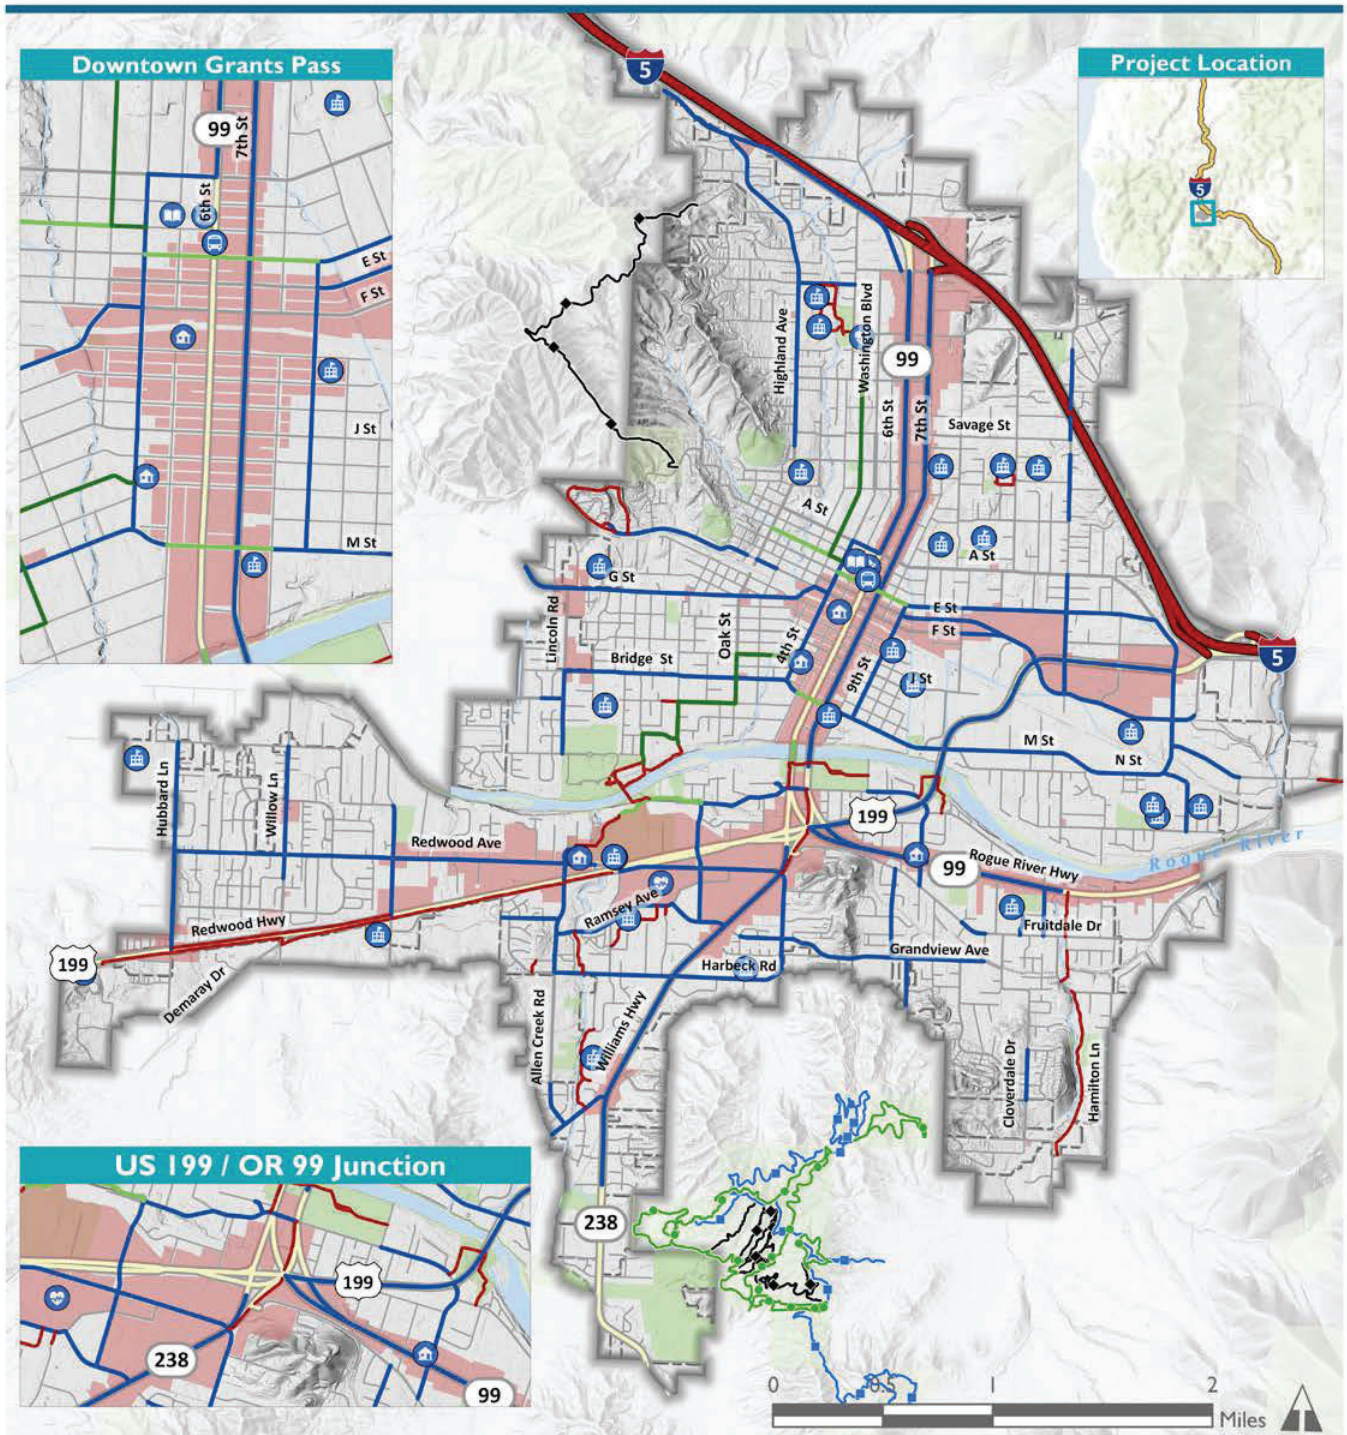 Downtown Grants Pass
99
7th St
6th St
E St
F St
J St
M St
5
Project Location
5
Highland Ave
Washington Blvd
99
6th St
7th St
Savage St
A St
A St
G St
Lincoln Rd
Oak St
4th St
E St
F St
Bridge St
9th St
J St
5
M St
N St
Hubbard Ln
Willow Ln
Redwood Ave
199
99
Rogue River Hwy
Rogue River
Redwood Hwy
Ramsey Ave
Fruitdale Dr
Grandview Ave
199
Demaray Dr
Harbeck Rd
Allen Creek Rd
Williams Hwy
Cloverdale Dr
Hamilton Ln
US 199 / OR 99 Junction
199
238
99
238
0 0.5 1 2
Miles